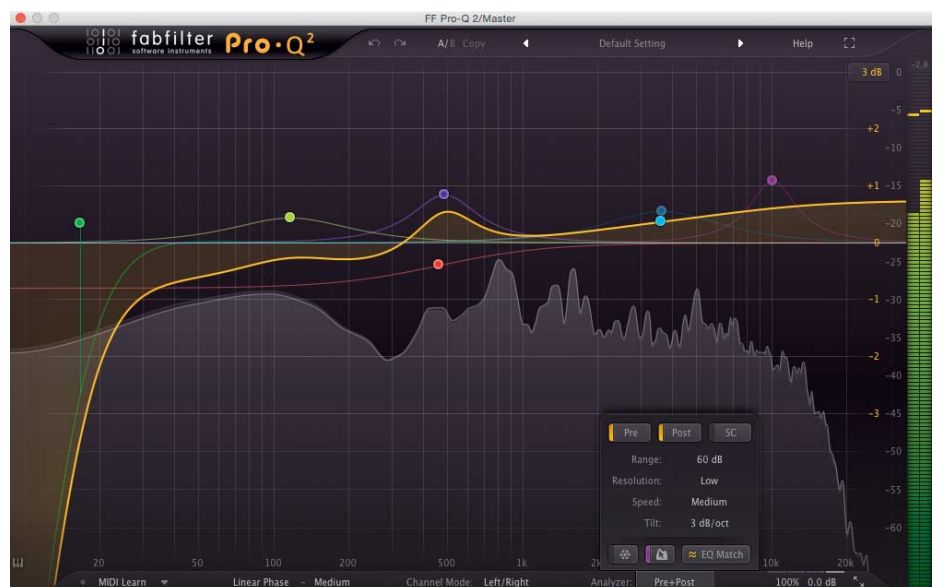 FF Pro-Q 2/Master
fabfilter
software instruments
Pro·Q²
A/B Copy
Default Setting
Help
3 dB 0 -2.8
-5
+2
-10
+1 -15
-20
0
-25
-1 -30
-35
-2
-40
-3 -45
-50
-55
-60
Pre Post SC
Range: 60 dB
Resolution: Low
Speed: Medium
Tilt: 3 dB/oct
EQ Match
20 50 100 200 500 1k 2k 10k 20k
MIDI Learn Linear Phase - Medium Channel Mode: Left/Right Analyzer: Pre+Post 100% 0.0 dB